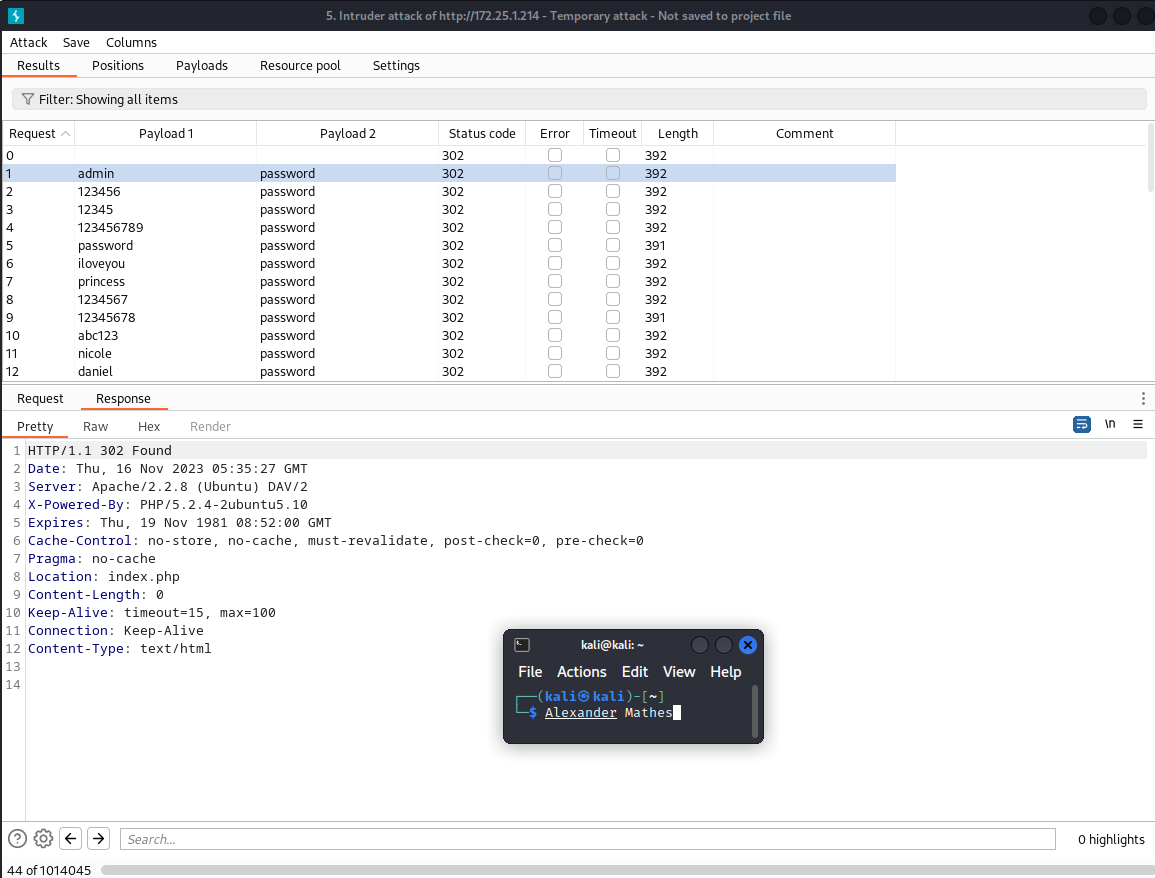 5. Intruder attack of http://172.25.1.214 - Temporary attack - Not saved to project file
Attack Save Columns
Results Positions Payloads Resource pool Settings
Filter: Showing all items
Request Payload 1 Payload 2 Status code Error Timeout Length Comment
0 302 392
1 admin password 302 392
2 123456 password 302 392
3 12345 password 302 392
4 123456789 password 302 392
5 password password 302 391
6 iloveyou password 302 392
7 princess password 302 392
8 1234567 password 302 392
9 12345678 password 302 391
10 abc123 password 302 392
11 nicole password 302 392
12 daniel password 302 392
Request Response
Pretty Raw Hex Render \n
1 HTTP/1.1 302 Found
2 Date: Thu, 16 Nov 2023 05:35:27 GMT
3 Server: Apache/2.2.8 (Ubuntu) DAV/2
4 X-Powered-By: PHP/5.2.4-2ubuntu5.10
5 Expires: Thu, 19 Nov 1981 08:52:00 GMT
6 Cache-Control: no-store, no-cache, must-revalidate, post-check=0, pre-check=0
7 Pragma: no-cache
8 Location: index.php
9 Content-Length: 0
10 Keep-Alive: timeout=15, max=100
11 Connection: Keep-Alive
12 Content-Type: text/html
13
14
kali@kali: ~
File Actions Edit View Help
┌──(kali㉿kali)-[~]
└─$ Alexander Mathes
Search...
0 highlights
44 of 1014045